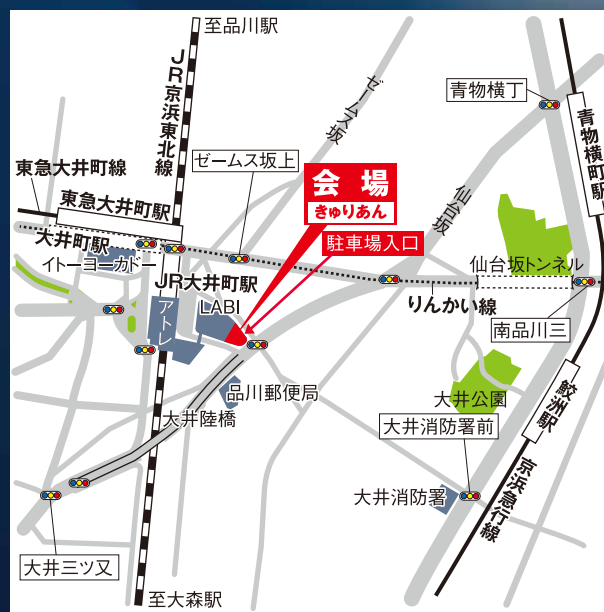 至品川駅
JR京浜東北線
ゼームス坂
青物横丁
青物横町駅
ゼームス坂上
会場
きゅりあん
仙台坂
東急大井町線
東急大井町駅
駐車場入口
大井町駅
イトーヨーカドー
仙台坂トンネル
JR大井町駅
LABI
りんかい線
アトレ
南品川三
品川郵便局
大井公園
鮫洲駅
大井陸橋
大井消防署前
京浜急行線
大井消防署
大井三ツ又
至大森駅